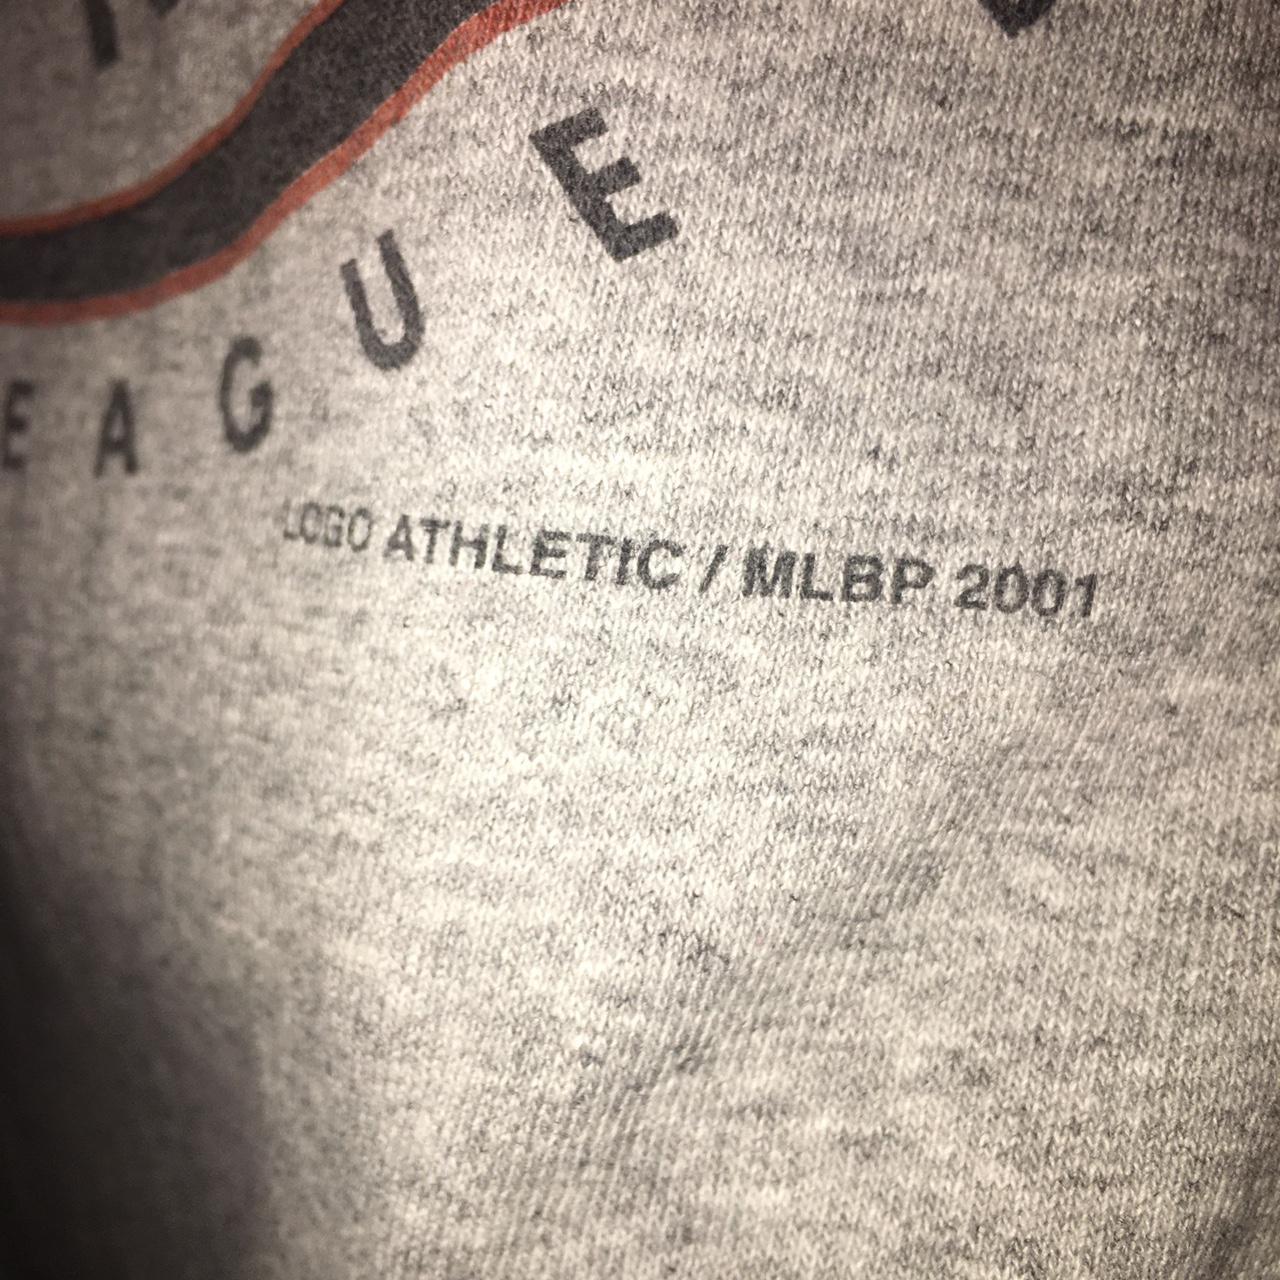 EAGUE
LOGO ATHLETIC / MLBP 2001